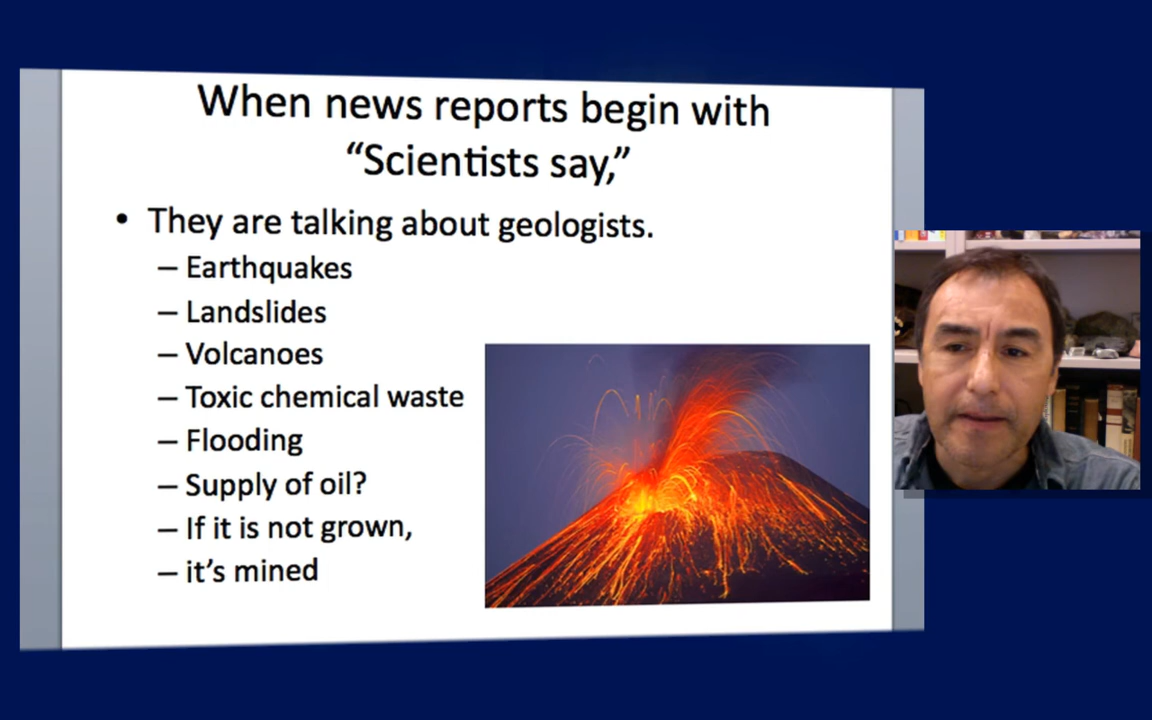 When news reports begin with
“Scientists say,”
• They are talking about geologists.
– Earthquakes
– Landslides
– Volcanoes
– Toxic chemical waste
– Flooding
– Supply of oil?
– If it is not grown,
– it’s mined